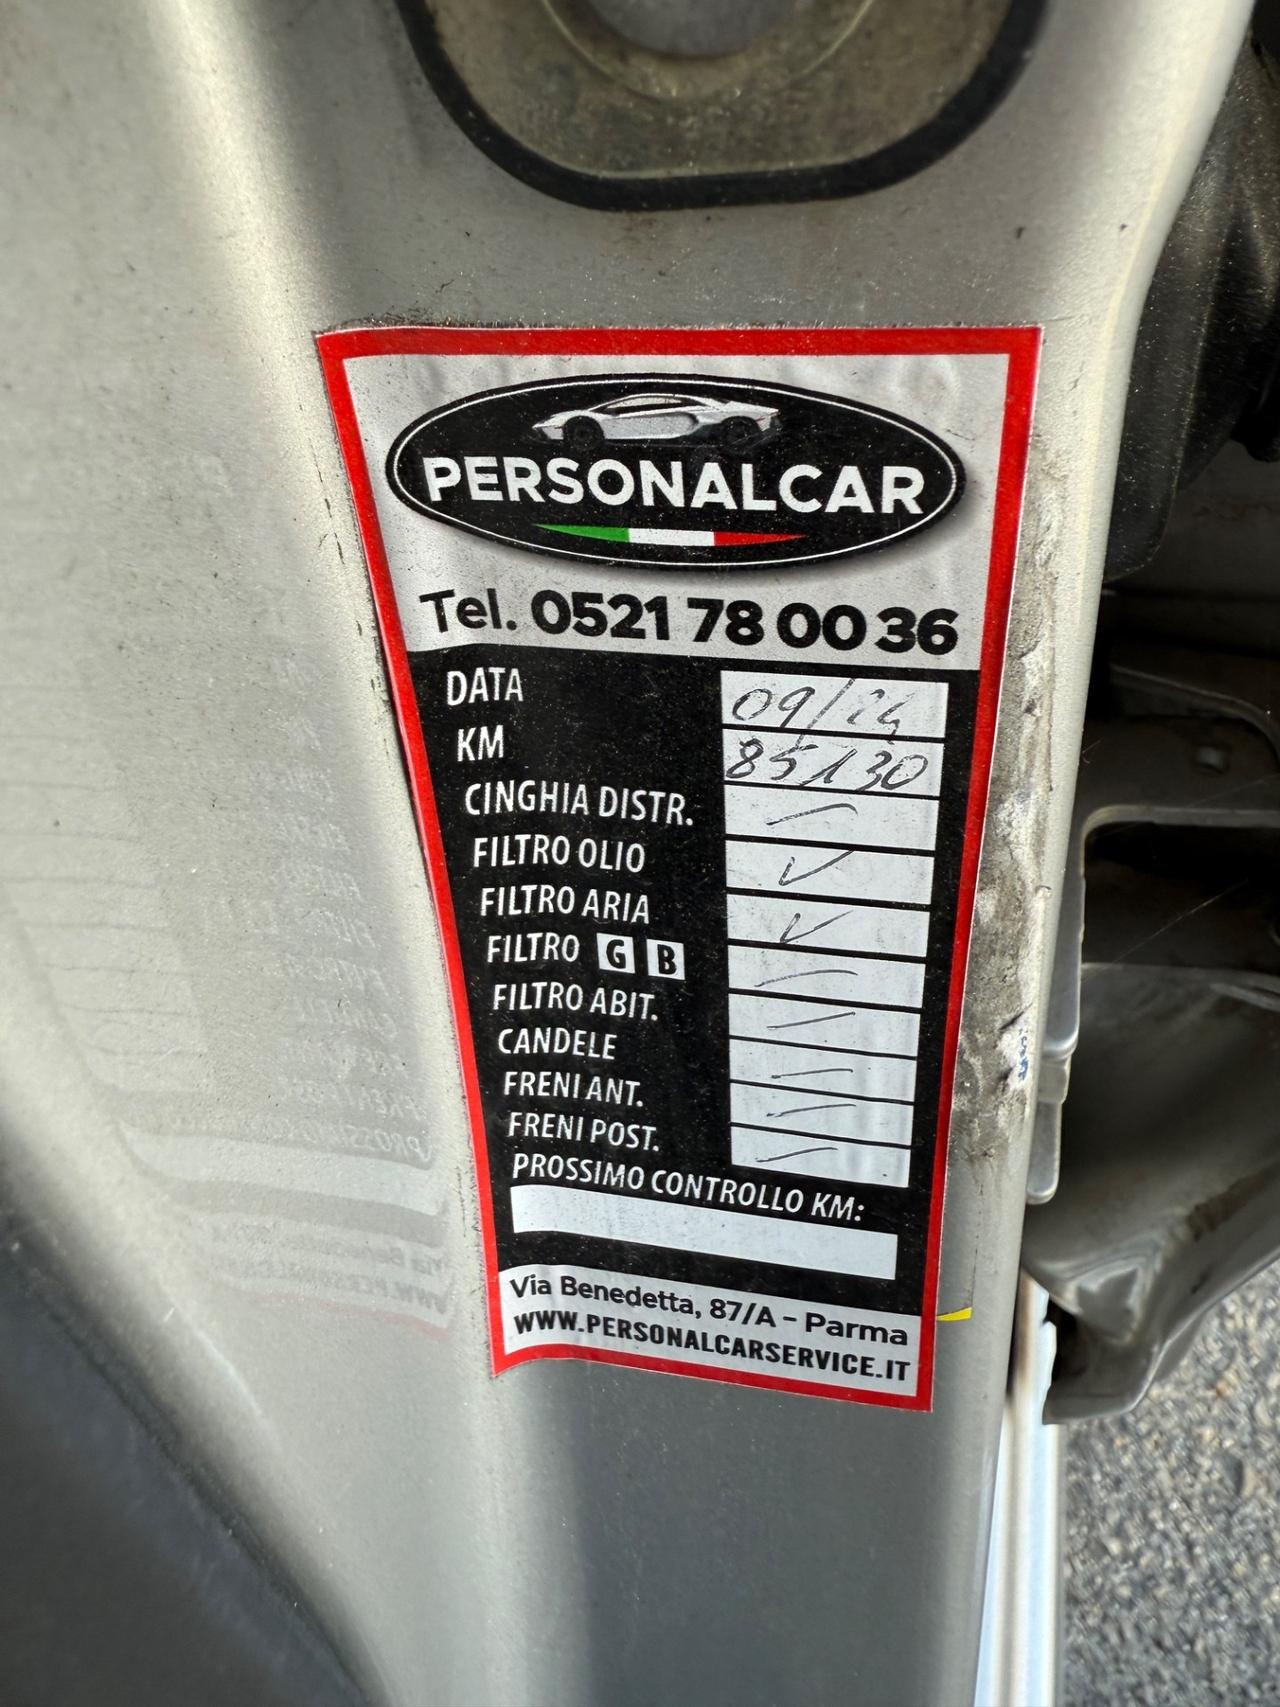 PERSONALCAR
Tel. 0521 78 00 36
DATA 09/24
KM 85130
CINGHIA DISTR. –
FILTRO OLIO ✓
FILTRO ARIA ✓
FILTRO G B –
FILTRO ABIT. –
CANDELE –
FRENI ANT. –
FRENI POST. –
PROSSIMO CONTROLLO KM:
Via Benedetta, 87/A - Parma
WWW.PERSONALCARSERVICE.IT